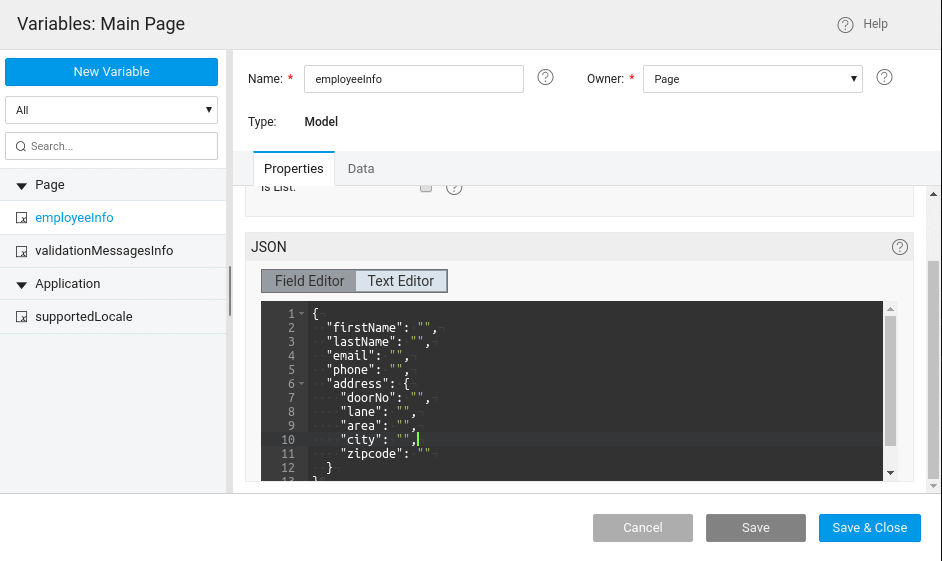 Variables: Main Page
Help
New Variable
All
Search...
Page
employeeInfo
validationMessagesInfo
Application
supportedLocale
Name: *
employeeInfo
Owner: *
Page
Type:
Model
Properties
Data
Is List:
JSON
Field Editor
Text Editor
1 {
2 "firstName": "",
3 "lastName": "",
4 "email": "",
5 "phone": "",
6 "address": {
7 "doorNo": "",
8 "lane": "",
9 "area": "",
10 "city": "",
11 "zipcode": ""
12 }
13 }
Cancel
Save
Save & Close